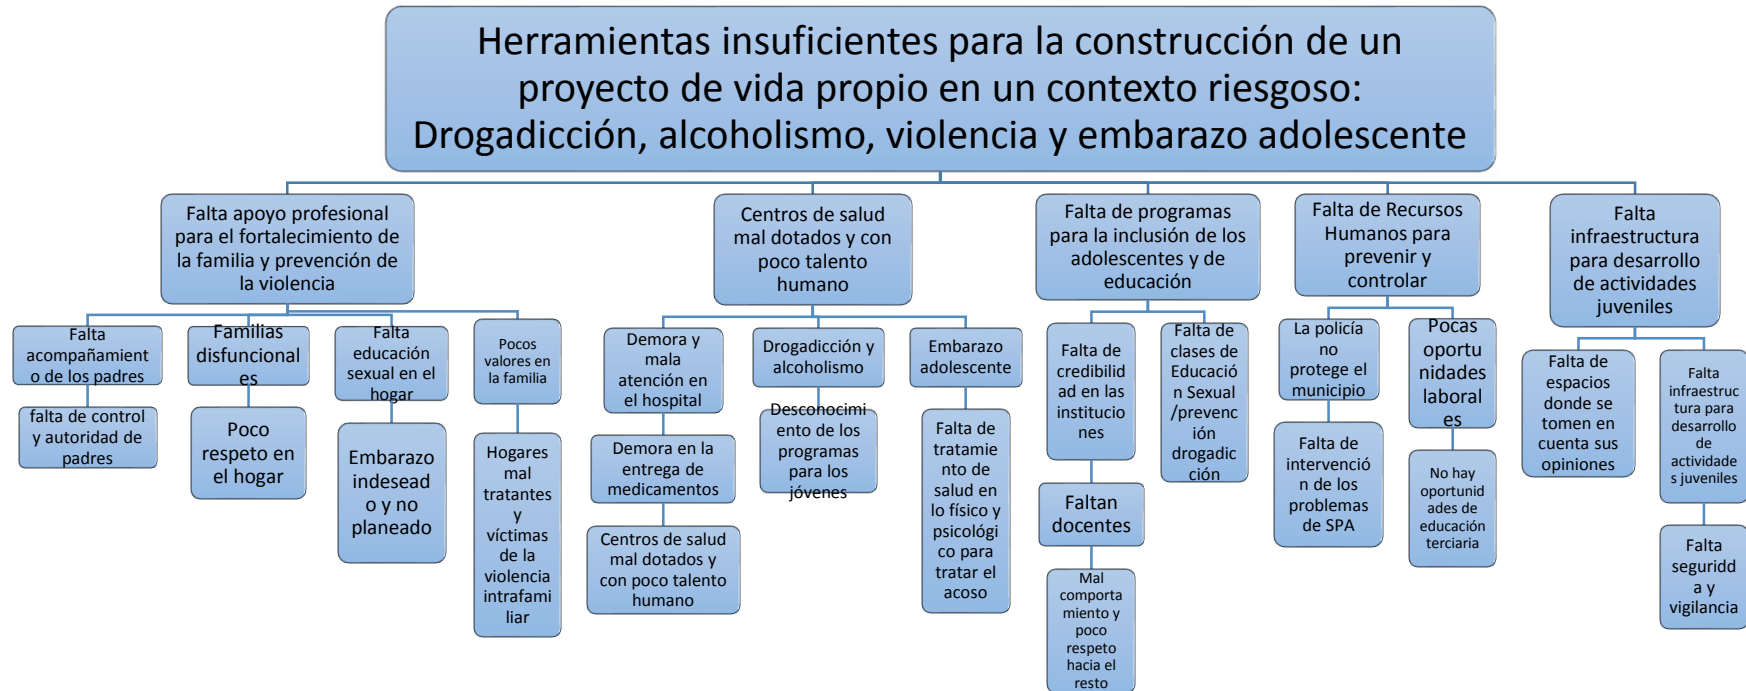 Herramientas insuficientes para la construcción de un
proyecto de vida propio en un contexto riesgoso:
Drogadicción, alcoholismo, violencia y embarazo adolescente
Falta apoyo profesional
para el fortalecimiento de
la familia y prevención de
la violencia
Falta
acompañamient
o de los padres
falta de control
y autoridad de
padres
Familias
disfuncional
es
Poco
respeto en
el hogar
Falta
educación
sexual en el
hogar
Embarazo
indesead
o y no
planeado
Pocos
valores en
la familia
Hogares
mal
tratantes
y
víctimas
de la
violencia
intrafami
liar
Centros de salud
mal dotados y con
poco talento
humano
Demora y
mala
atención en
el hospital
Demora en la
entrega de
medicamentos
Centros de salud
mal dotados y
con poco talento
humano
Drogadicción y
alcoholismo
Desconocimi
ento de los
programas
para los
jóvenes
Embarazo
adolescente
Falta de
tratamie
nto de
salud en
lo físico y
psicológi
co para
tratar el
acoso
Falta de programas
para la inclusión de los
adolescentes y de
educación
Falta de
credibilid
ad en las
institucio
nes
Faltan
docentes
Mal
comporta
miento y
poco
respeto
hacia el
resto
Falta de
clases de
Educació
n Sexual
/prevenc
ión
drogadic
ción
Falta de Recursos
Humanos para
prevenir y
controlar
La policía
no
protege el
municipio
Falta de
intervenció
n de los
problemas
de SPA
Pocas
oportu
nidades
laboral
es
No hay
oportunid
ades de
educación
terciaria
Falta
infraestructura
para desarrollo
de actividades
juveniles
Falta de
espacios
donde se
tomen en
cuenta sus
opiniones
Falta
infraestruc
tura para
desarrollo
de
actividade
s juveniles
Falta
seguridd
a y
vigilancia